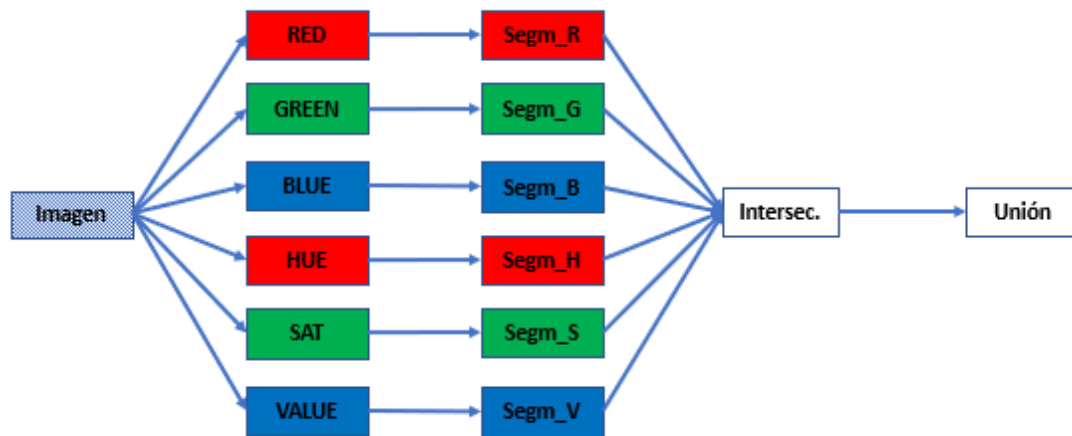 RED
Segm_R
GREEN
Segm_G
BLUE
Segm_B
Imagen
Intersec.
Unión
HUE
Segm_H
SAT
Segm_S
VALUE
Segm_V